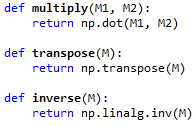 def multiply(M1, M2):
    return np.dot(M1, M2)
def transpose(M):
    return np.transpose(M)
def inverse(M):
    return np.linalg.inv(M)